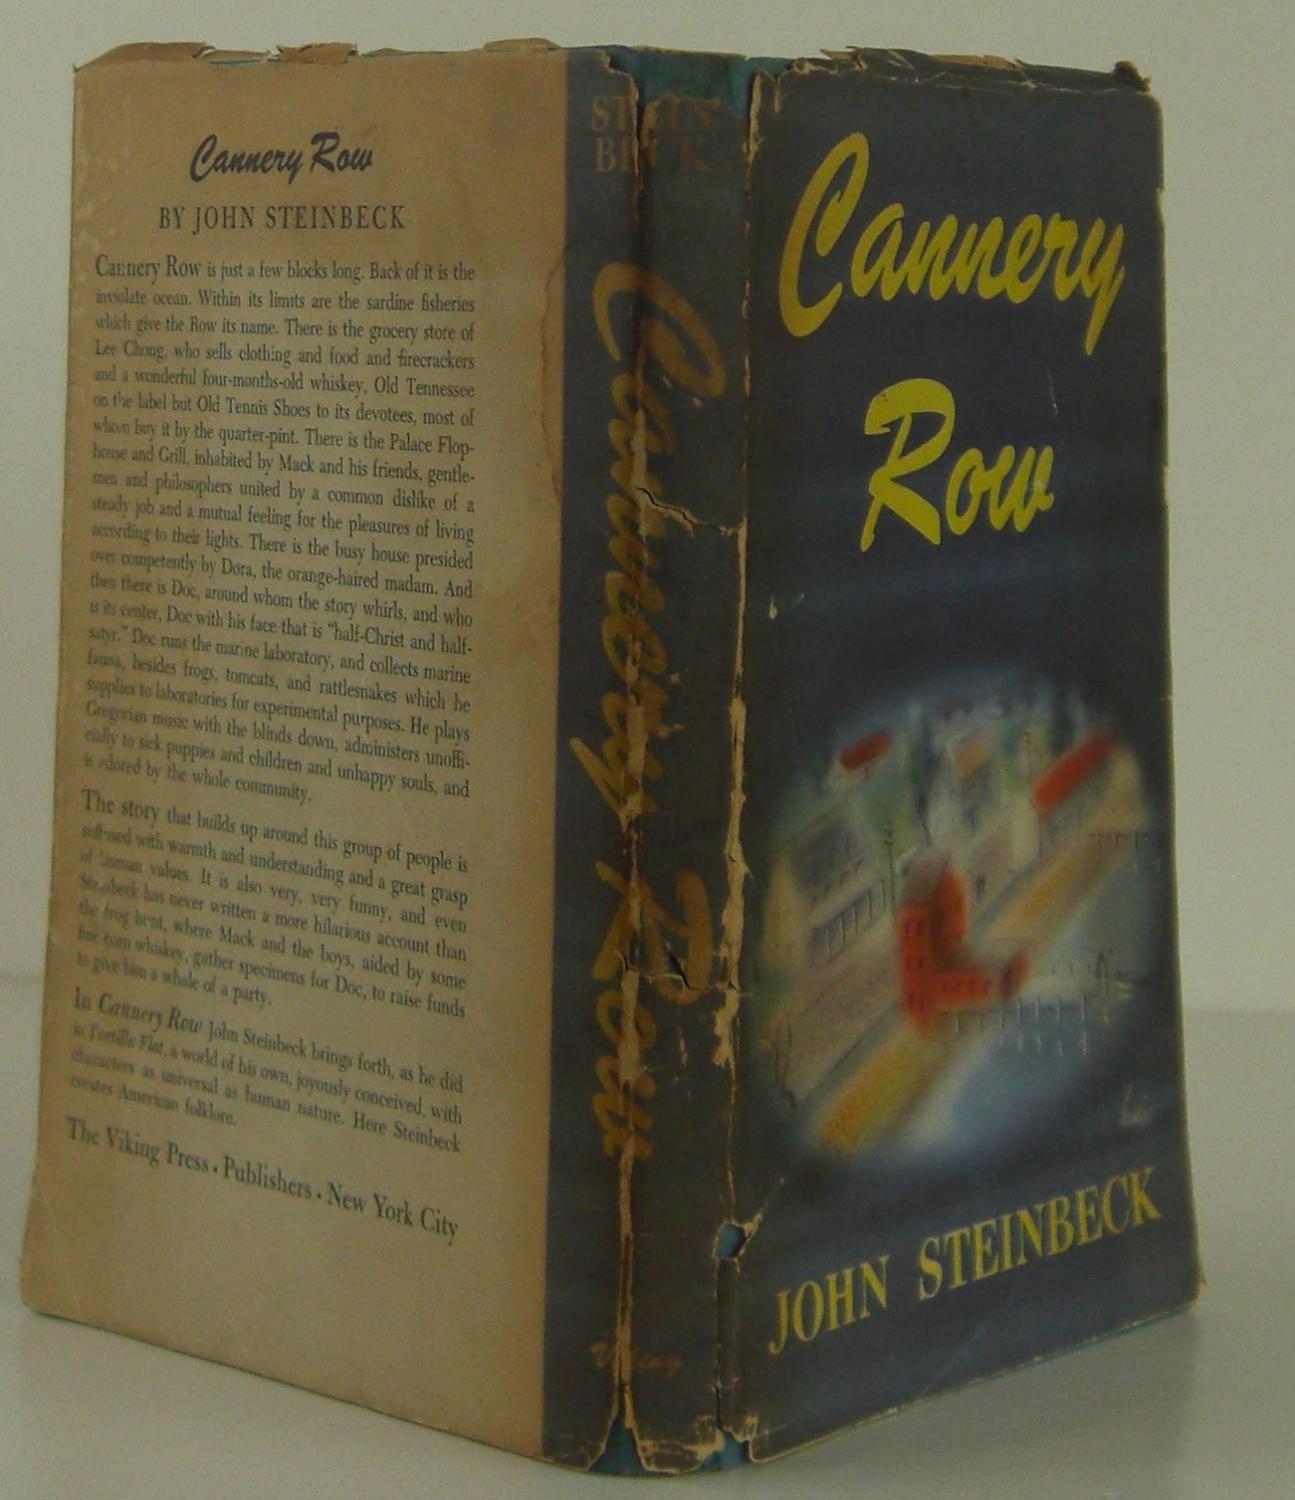 Cannery Row
BY JOHN STEINBECK
Cannery Row is just a few blocks long. Back of it is the
inviolate ocean. Within its limits are the sardine fisheries
which give the Row its name. There is the grocery store of
Lee Chong, who sells clothing and food and firecrackers
and a wonderful four-months-old whiskey, Old Tennessee
on the label but Old Tennis Shoes to its devotees, most of
whom buy it by the quarter-pint. There is the Palace Flop-
house and Grill, inhabited by Mack and his friends, gentle-
men and philosophers united by a common dislike of a
steady job and a mutual feeling for the pleasures of living
according to their lights. There is the busy house presided
over competently by Dora, the orange-haired madam. And
then there is Doc, around whom the story whirls, and who
is its center, Doc with his face that is "half-Christ and half-
satyr." Doc runs the marine laboratory, and collects marine
fauna, besides frogs, tomcats, and rattlesnakes which he
supplies to laboratories for experimental purposes. He plays
Gregorian music with the blinds down, administers unoffi-
cially to sick puppies and children and unhappy souls, and
is adored by the whole community.
The story that builds up around this group of people is
suffused with warmth and understanding and a great grasp
of human values. It is also very, very funny, and even
Steinbeck has never written a more hilarious account than
the frog hunt, where Mack and the boys, aided by some
fine corn whiskey, gather specimens for Doc, to raise funds
to give him a whale of a party.
In Cannery Row John Steinbeck brings forth, as he did
in Tortilla Flat, a world of his own, joyously conceived, with
characters as universal as human nature. Here Steinbeck
creates American folklore.
The Viking Press • Publishers • New York City
STEIN
BECK
Cannery Row
Viking
Cannery
Row
JOHN STEINBECK